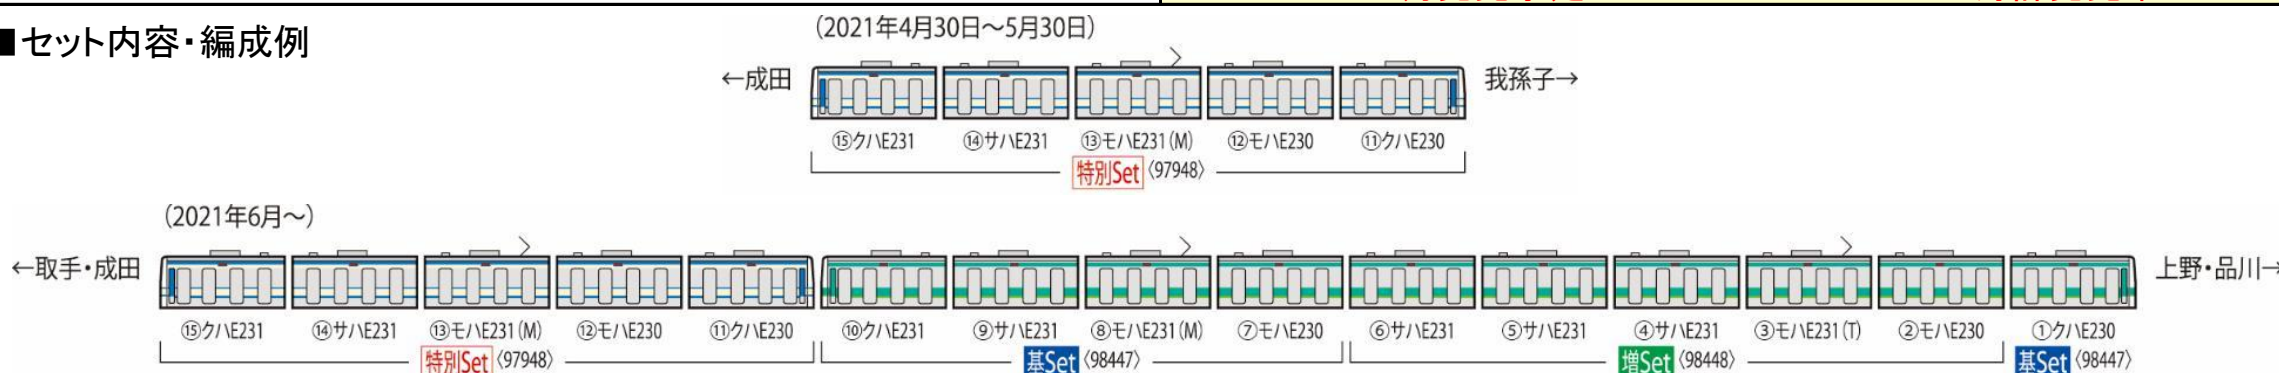 ■セット内容・編成例
(2021年4月30日～5月30日)
←成田 我孫子→
⑮クハE231 ⑭サハE231 ⑬モハE231(M) ⑫モハE230 ⑪クハE230
特別Set〈97948〉
(2021年6月～)
←取手・成田 上野・品川→
⑮クハE231 ⑭サハE231 ⑬モハE231(M) ⑫モハE230 ⑪クハE230 ⑩クハE231 ⑨サハE231 ⑧モハE231(M) ⑦モハE230 ⑥サハE231 ⑤サハE231 ④サハE231 ③モハE231(T) ②モハE230 ①クハE230
特別Set〈97948〉 基Set〈98447〉 増Set〈98448〉 基Set〈98447〉